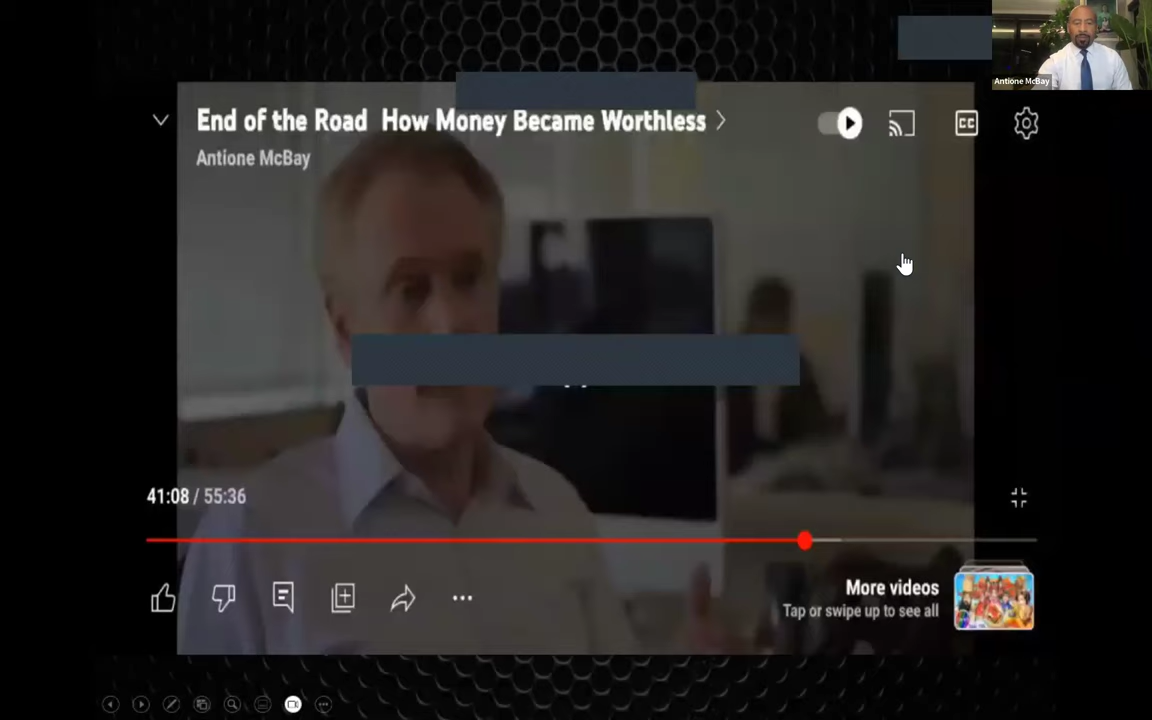 Antione McBay
End of the Road How Money Became Worthless
CC
Antione McBay
41:08 / 55:36
More videos
Tap or swipe up to see all